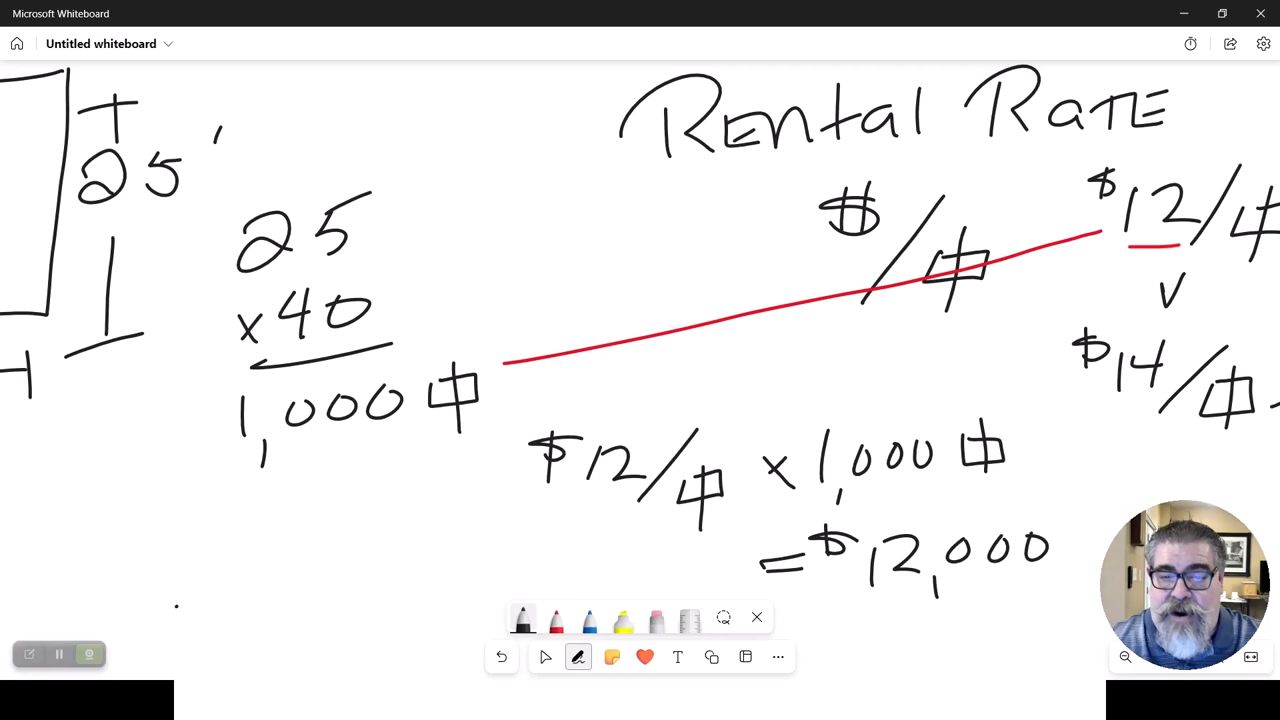 Microsoft Whiteboard
Untitled whiteboard
Rental Rate
25'
25
x40
1,000 ⏍
$/⏍
$12/⏍
$14/⏍
$12/⏍ x 1,000 ⏍
= $12,000
T